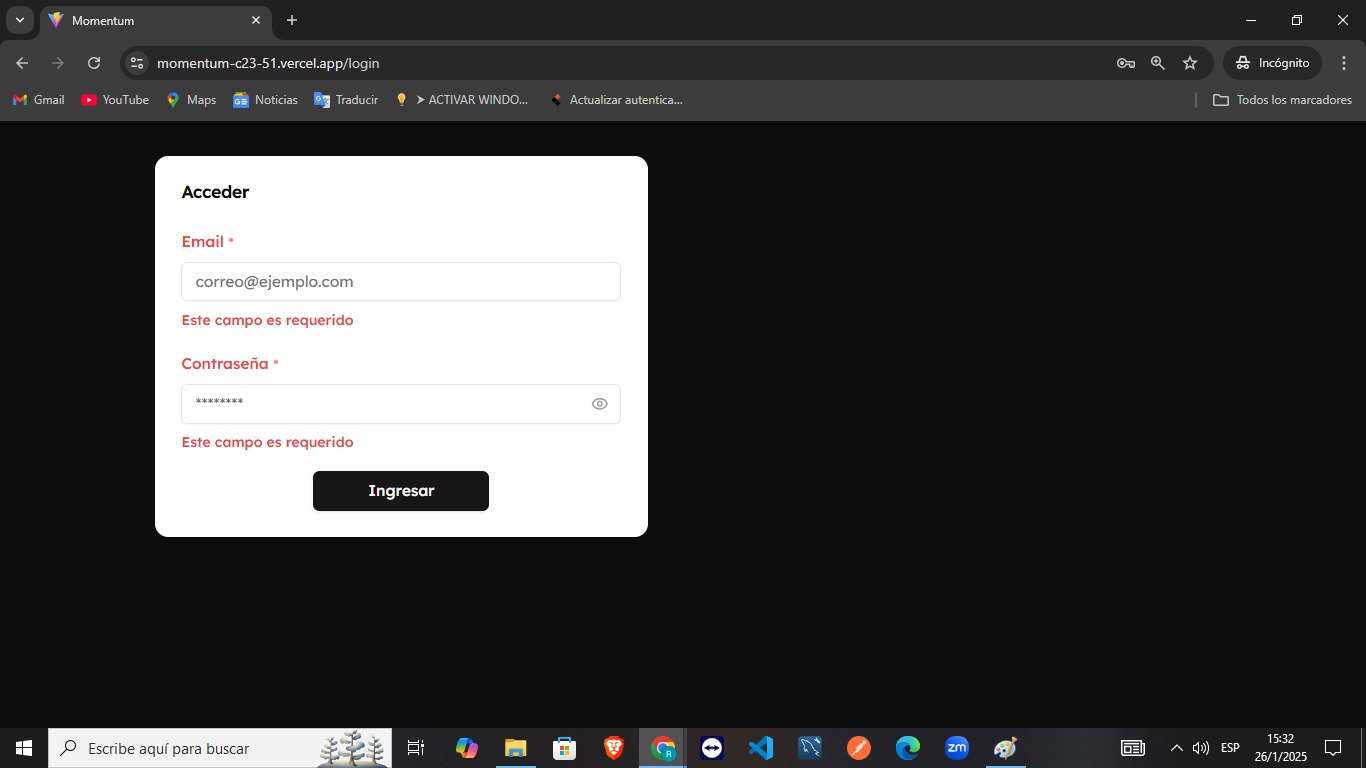 Momentum
momentum-c23-51.vercel.app/login
Incógnito
Gmail
YouTube
Maps
Noticias
Traducir
➤ ACTIVAR WINDO...
Actualizar autentica...
Todos los marcadores
Acceder
Email *
correo@ejemplo.com
Este campo es requerido
Contraseña *
********
Este campo es requerido
Ingresar
Escribe aquí para buscar
zm
ESP
15:32
26/1/2025